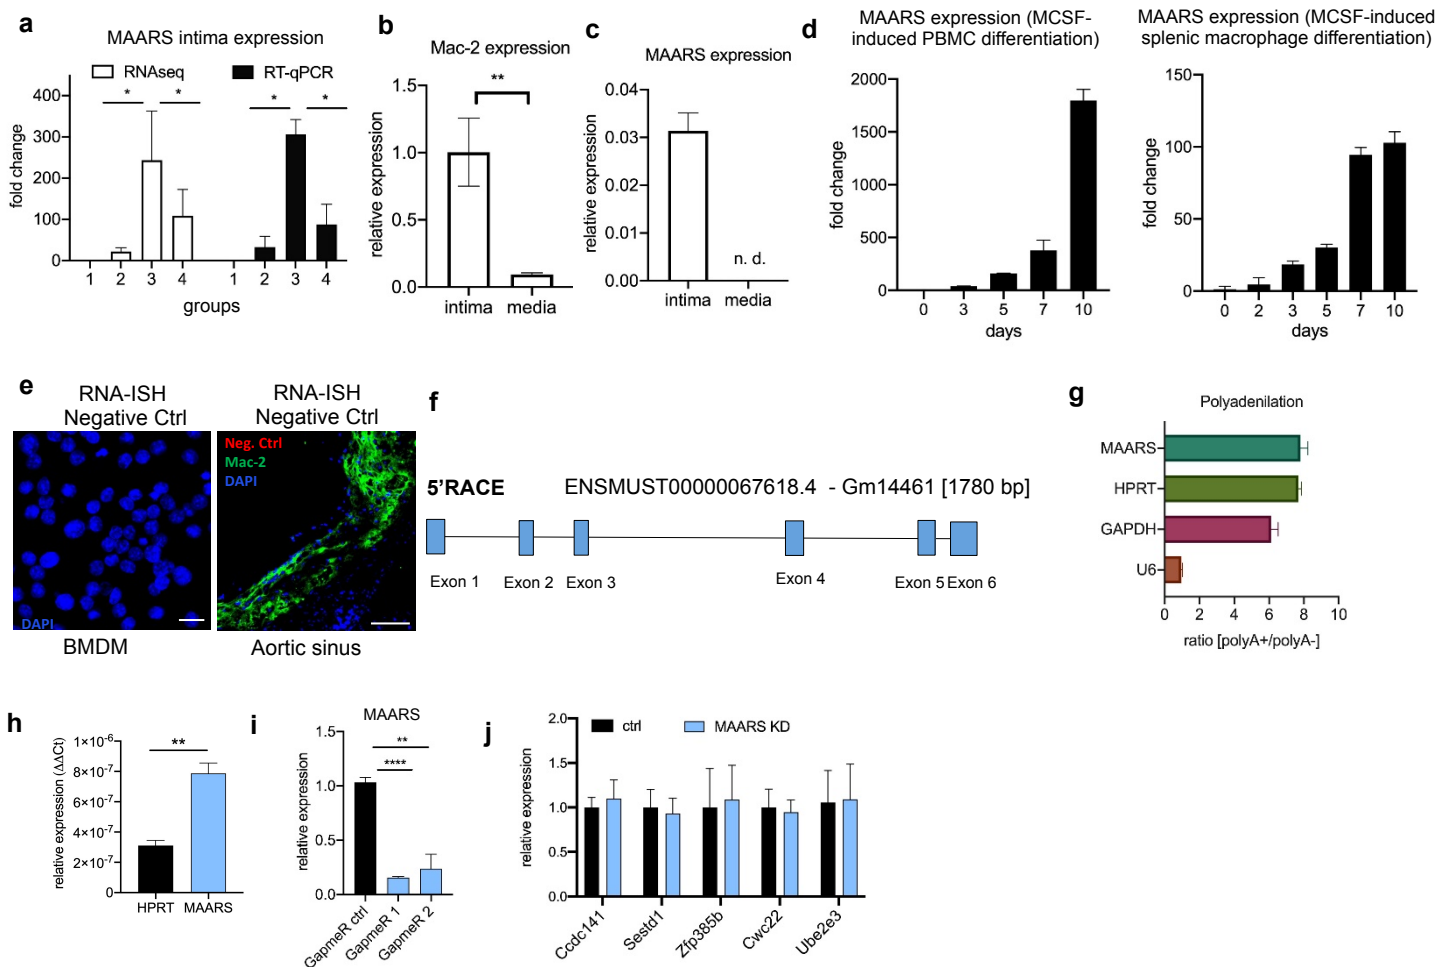 a
MAARS intima expression
RNAseq
RT-qPCR
fold change
400
300
200
100
0
* * * *
1 2 3 4 1 2 3 4
groups
b
Mac-2 expression
**
relative expression
1.5
1.0
0.5
0.0
intima media
c
MAARS expression
relative expression
0.04
0.03
0.02
0.01
0.00
n. d.
intima media
d
MAARS expression (MCSF-
induced PBMC differentiation)
fold change
2000
1500
1000
500
0
0 3 5 7 10
days
MAARS expression (MCSF-induced
splenic macrophage differentiation)
fold change
150
100
50
0
0 2 3 5 7 10
days
e
RNA-ISH
Negative Ctrl
DAPI
BMDM
RNA-ISH
Negative Ctrl
Neg. Ctrl
Mac-2
DAPI
Aortic sinus
f
5'RACE ENSMUST00000067618.4 - Gm14461 [1780 bp]
Exon 1 Exon 2 Exon 3 Exon 4 Exon 5 Exon 6
g
Polyadenilation
MAARS
HPRT
GAPDH
U6
0 2 4 6 8 10
ratio [polyA+/polyA-]
h
relative expression (ΔΔCt)
1×10-6
8×10-7
6×10-7
4×10-7
2×10-7
0
**
HPRT MAARS
i
MAARS
relative expression
1.5
1.0
0.5
0.0
**
****
GapmeR ctrl
GapmeR 1
GapmeR 2
j
ctrl
MAARS KD
relative expression
2.0
1.5
1.0
0.5
0.0
Ccdc141
Sestd1
Zfp385b
Cwc22
Ube2e3